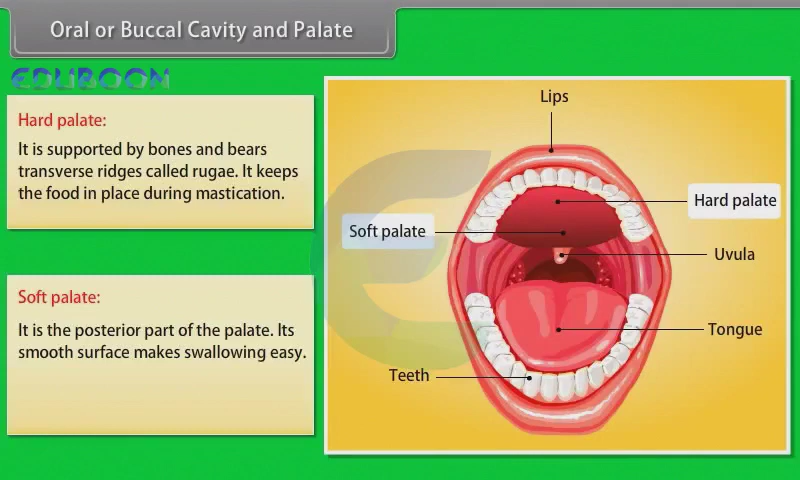 Oral or Buccal Cavity and Palate
EDUBOON
Hard palate:
It is supported by bones and bears
transverse ridges called rugae. It keeps
the food in place during mastication.
Soft palate:
It is the posterior part of the palate. Its
smooth surface makes swallowing easy.
Lips
Hard palate
Soft palate
Uvula
Tongue
Teeth